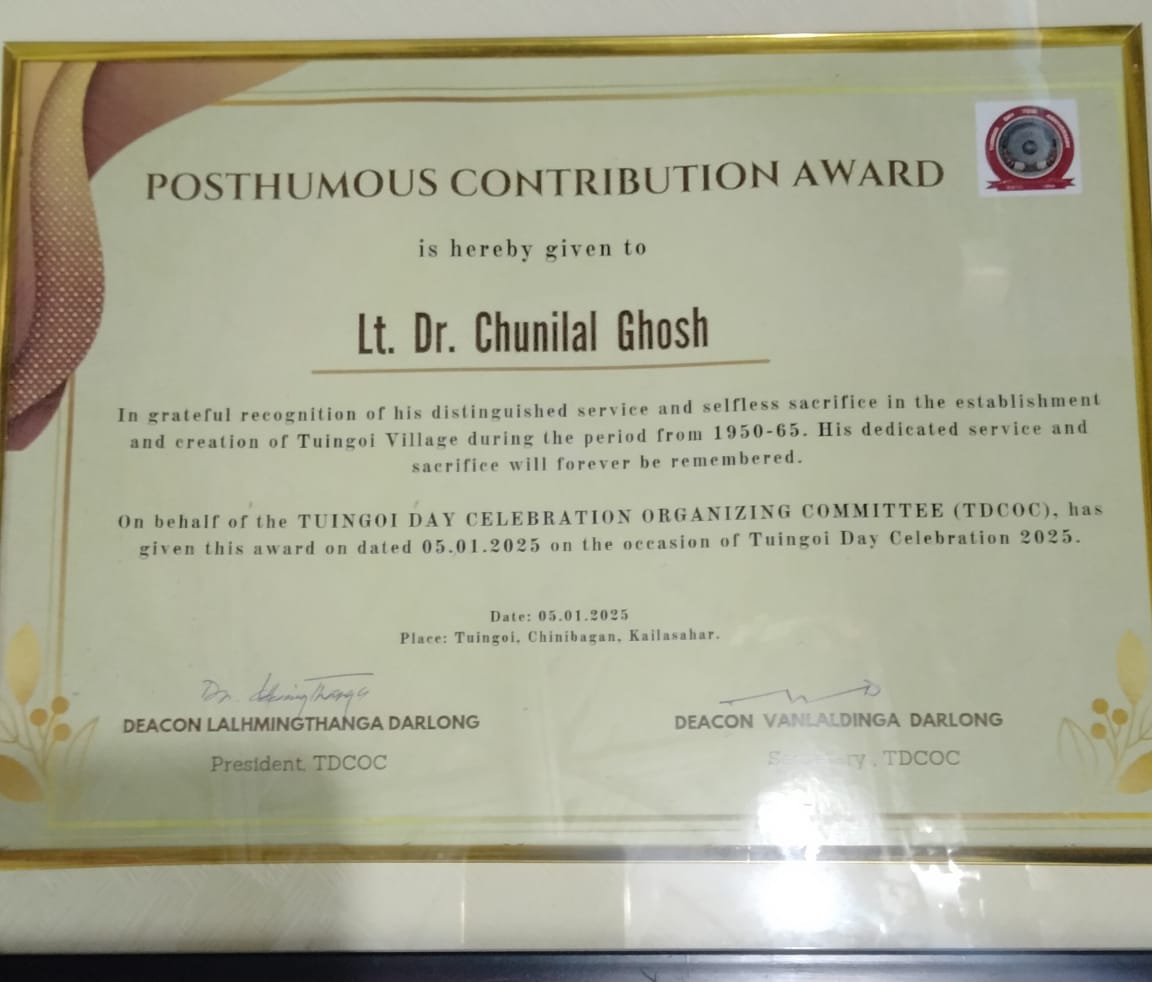 POSTHUMOUS CONTRIBUTION AWARD
is hereby given to
Lt. Dr. Chunilal Ghosh
In grateful recognition of his distinguished service and selfless sacrifice in the establishment
and creation of Tuingoi Village during the period from 1950-65. His dedicated service and
sacrifice will forever be remembered.
On behalf of the TUINGOI DAY CELEBRATION ORGANIZING COMMITTEE (TDCOC), has
given this award on dated 05.01.2025 on the occasion of Tuingoi Day Celebration 2025.
Date: 05.01.2025
Place: Tuingoi, Chinibagan, Kailasahar.
DEACON LALHMINGTHANGA DARLONG
President, TDCOC
DEACON VANLALDINGA DARLONG
Secretary , TDCOC